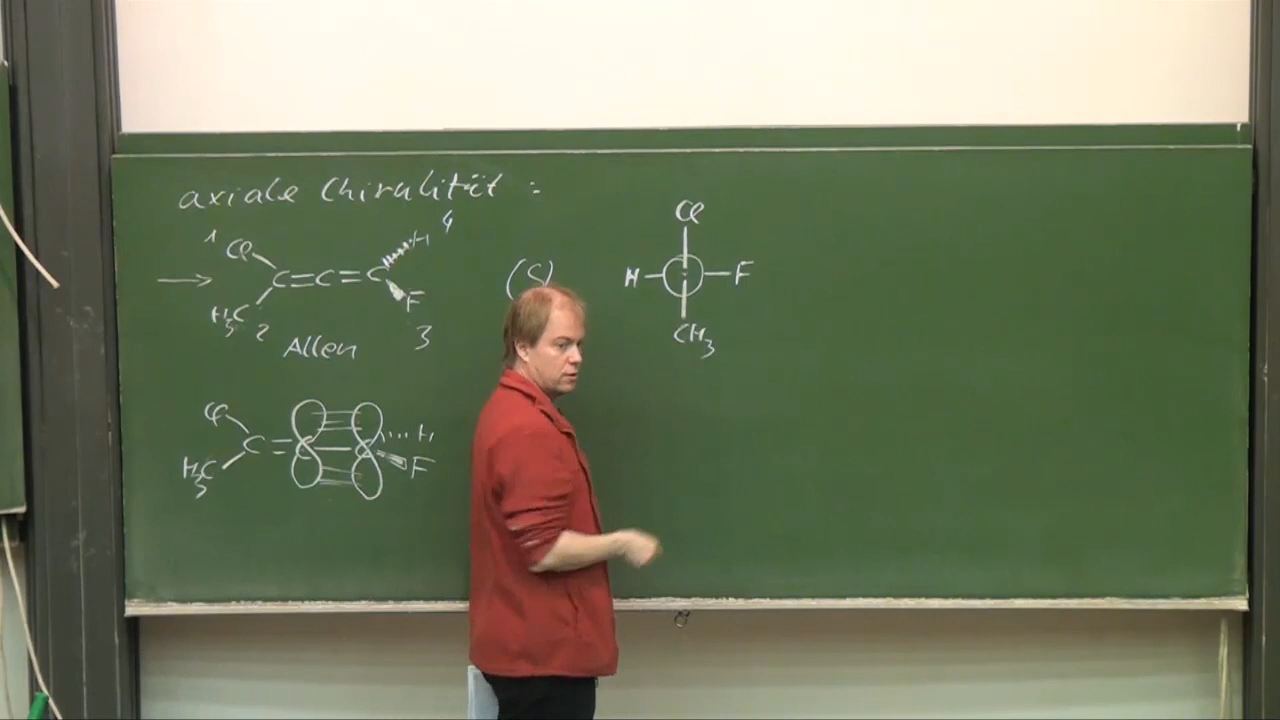 axiale Chiralität :
1 Cl H 4
C=C=C
H3C 2 F 3
Allen
(S)
Cl
H F
CH3
Cl
C = C C H
H3C F